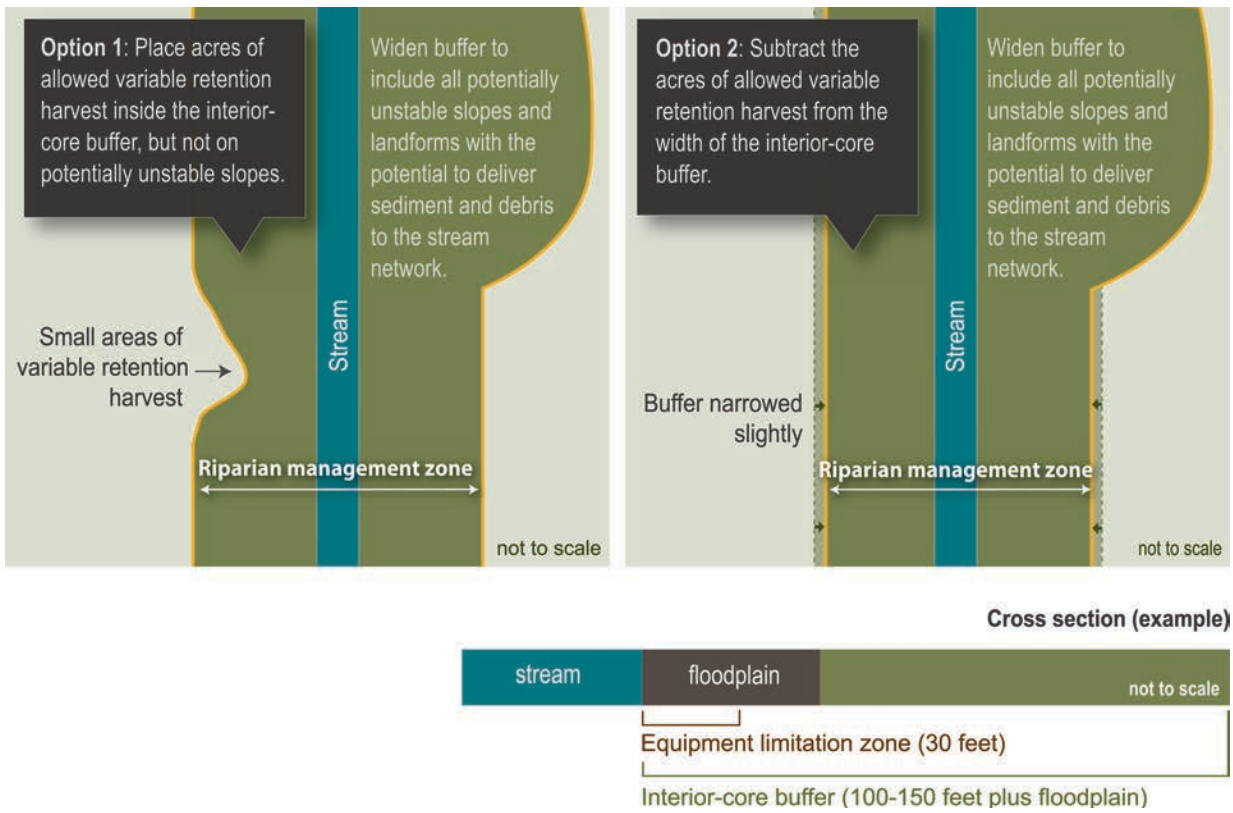 Option 1: Place acres of
allowed variable retention
harvest inside the interior-
core buffer, but not on
potentially unstable slopes.
Widen buffer to
include all potentially
unstable slopes and
landforms with the
potential to deliver
sediment and debris
to the stream
network.
Small areas of
variable retention
harvest
Stream
Riparian management zone
not to scale
Option 2: Subtract the
acres of allowed variable
retention harvest from the
width of the interior-core
buffer.
Widen buffer to
include all potentially
unstable slopes and
landforms with the
potential to deliver
sediment and debris
to the stream
network.
Buffer narrowed
slightly
Stream
Riparian management zone
not to scale
Cross section (example)
stream
floodplain
not to scale
Equipment limitation zone (30 feet)
Interior-core buffer (100-150 feet plus floodplain)